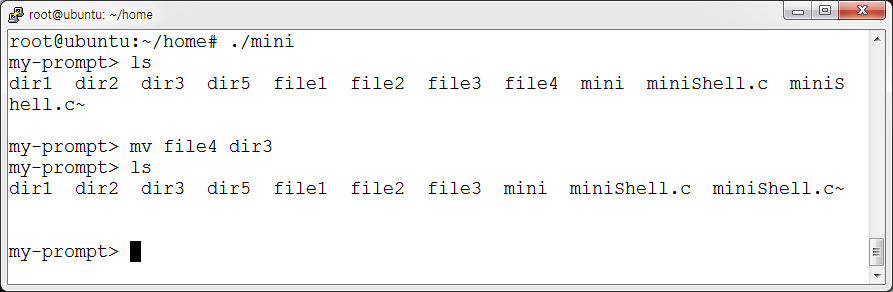 root@ubuntu: ~/home
root@ubuntu:~/home# ./mini
my-prompt> ls
dir1  dir2  dir3  dir5  file1  file2  file3  file4  mini  miniShell.c  miniS
hell.c~
my-prompt> mv file4 dir3
my-prompt> ls
dir1  dir2  dir3  dir5  file1  file2  file3  mini  miniShell.c  miniShell.c~
my-prompt>